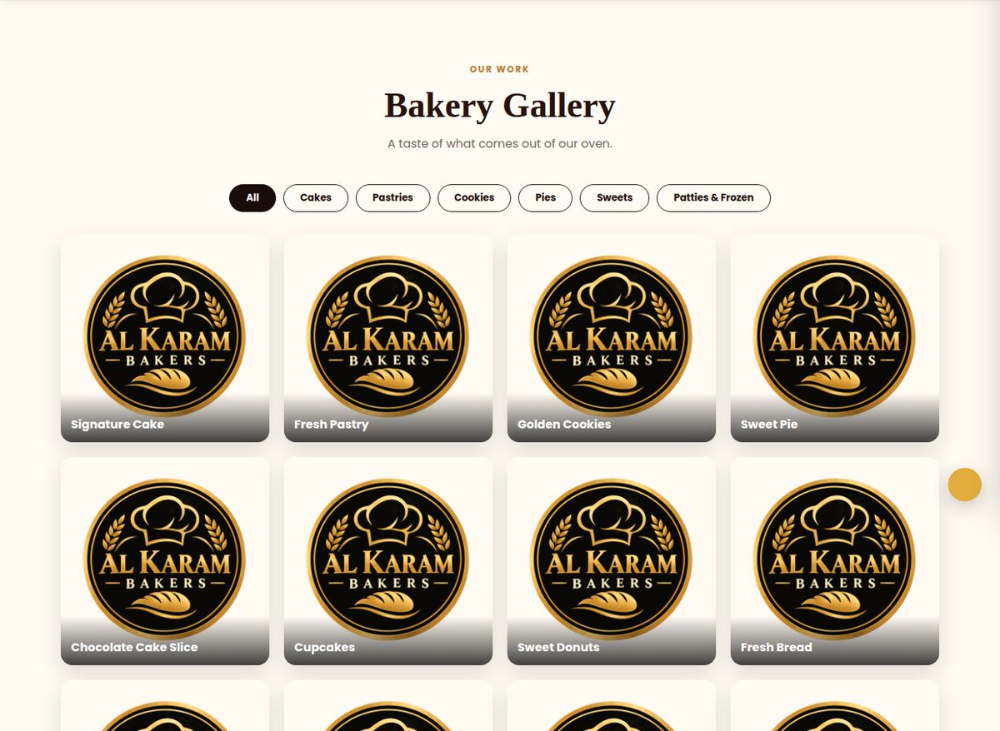 OUR WORK
Bakery Gallery
A taste of what comes out of our oven.
All Cakes Pastries Cookies Pies Sweets Patties & Frozen
AL KARAM AL KARAM AL KARAM AL KARAM
BAKERS BAKERS BAKERS BAKERS
Signature Cake Fresh Pastry Golden Cookies Sweet Pie
AL KARAM AL KARAM AL KARAM AL KARAM
BAKERS BAKERS BAKERS BAKERS
Chocolate Cake Slice Cupcakes Sweet Donuts Fresh Bread